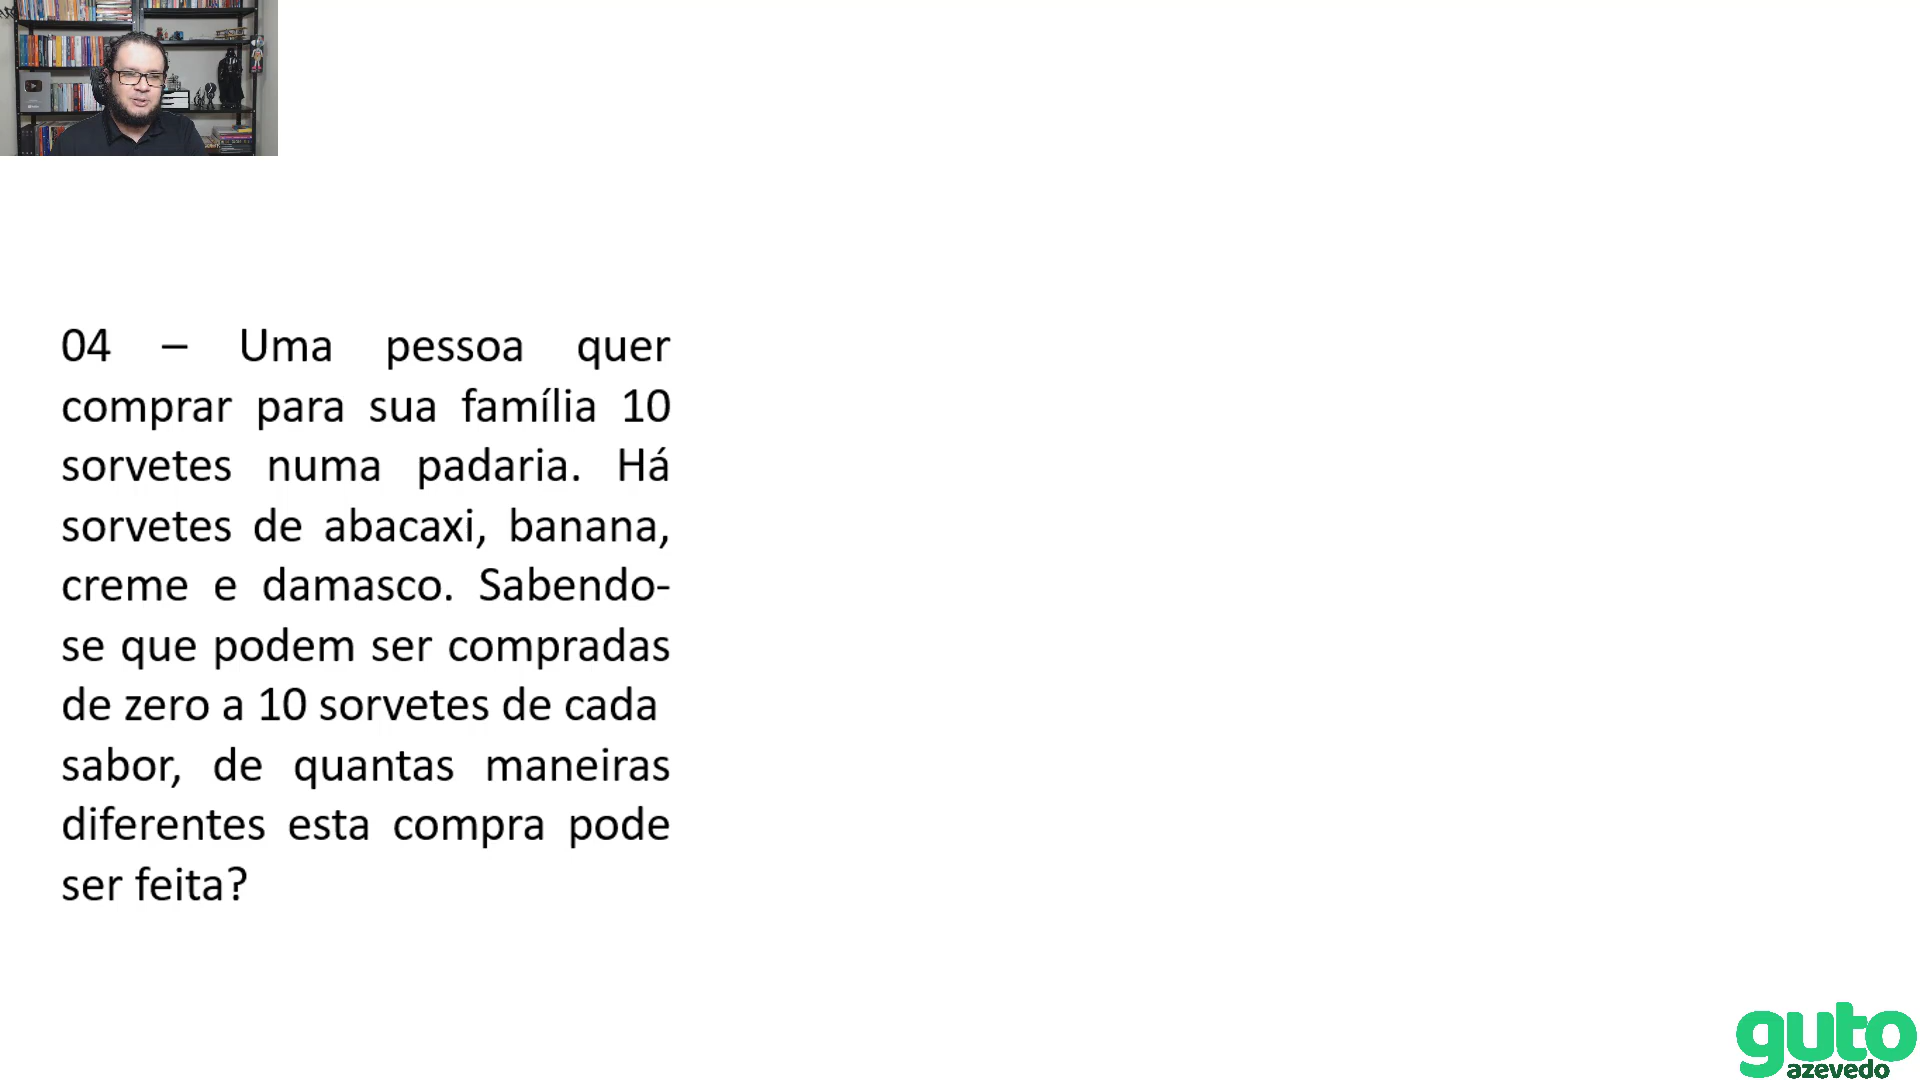 04 – Uma pessoa quer
comprar para sua família 10
sorvetes numa padaria. Há
sorvetes de abacaxi, banana,
creme e damasco. Sabendo-
se que podem ser compradas
de zero a 10 sorvetes de cada
sabor, de quantas maneiras
diferentes esta compra pode
ser feita?
guto
azevedo